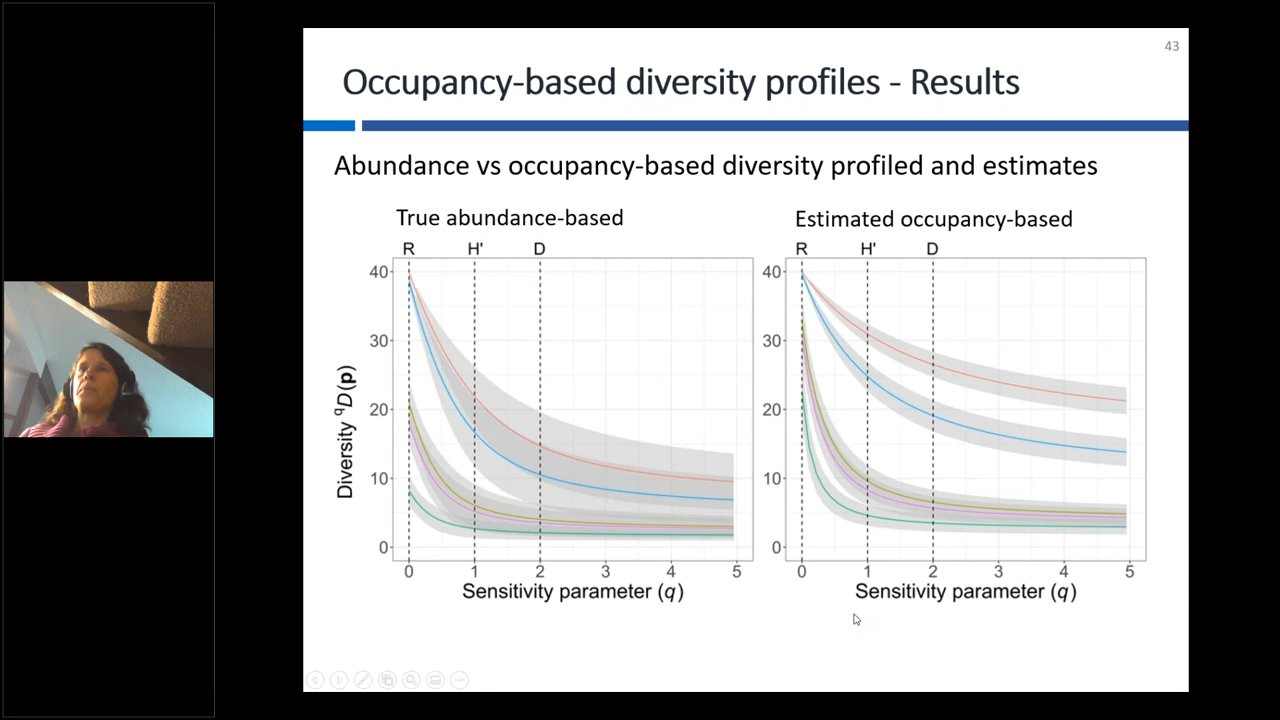 43
Occupancy-based diversity profiles - Results
Abundance vs occupancy-based diversity profiled and estimates
True abundance-based
Estimated occupancy-based
R H' D
R H' D
Diversity qD(p)
40
30
20
10
0
0 1 2 3 4 5
Sensitivity parameter (q)
40
30
20
10
0
0 1 2 3 4 5
Sensitivity parameter (q)